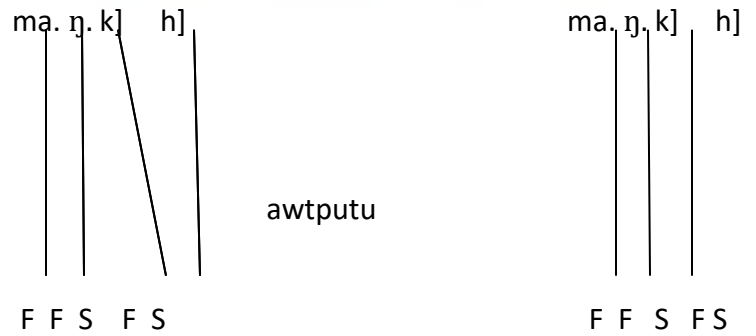 ma. ŋ. k] h] ma. ŋ. k] h]
awtputu
F F S F S F F S F S